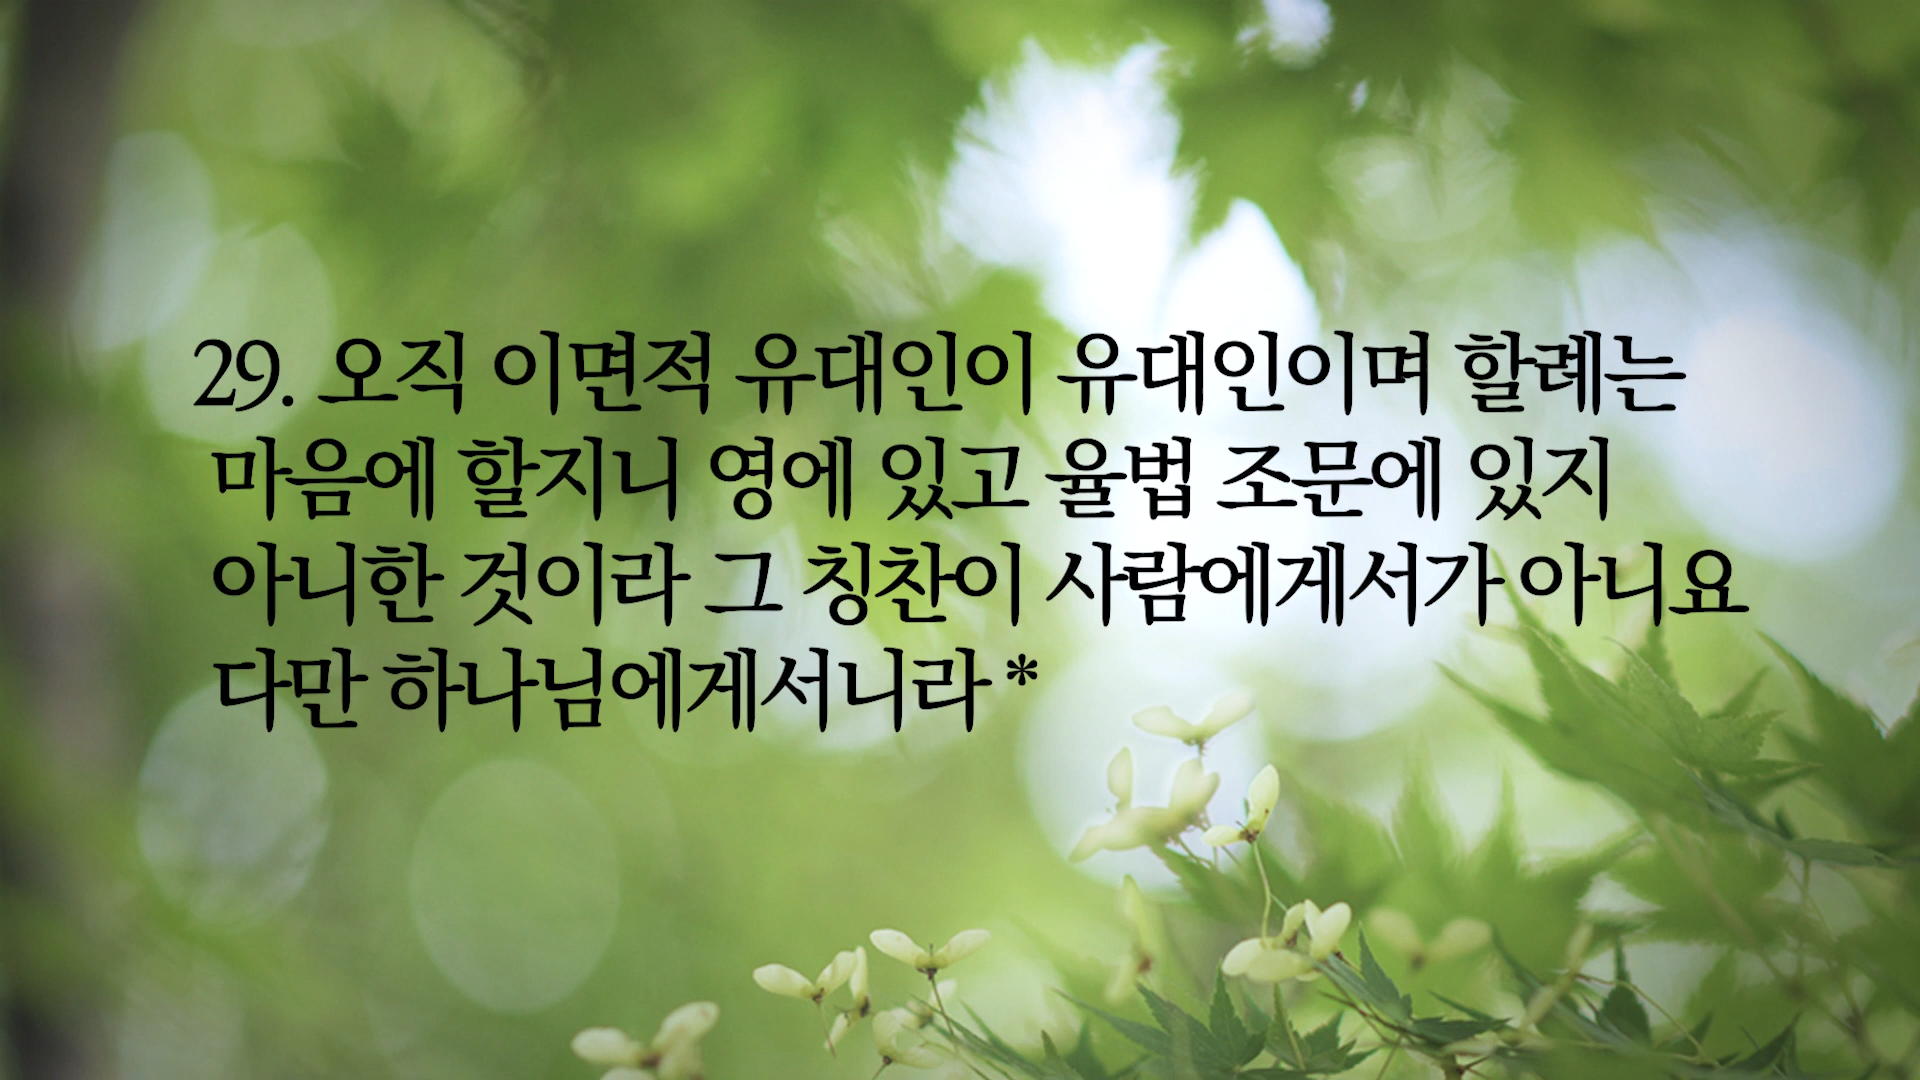 29. 오직 이면적 유대인이 유대인이며 할례는
마음에 할지니 영에 있고 율법 조문에 있지
아니한 것이라 그 칭찬이 사람에게서가 아니요
다만 하나님에게서니라 *